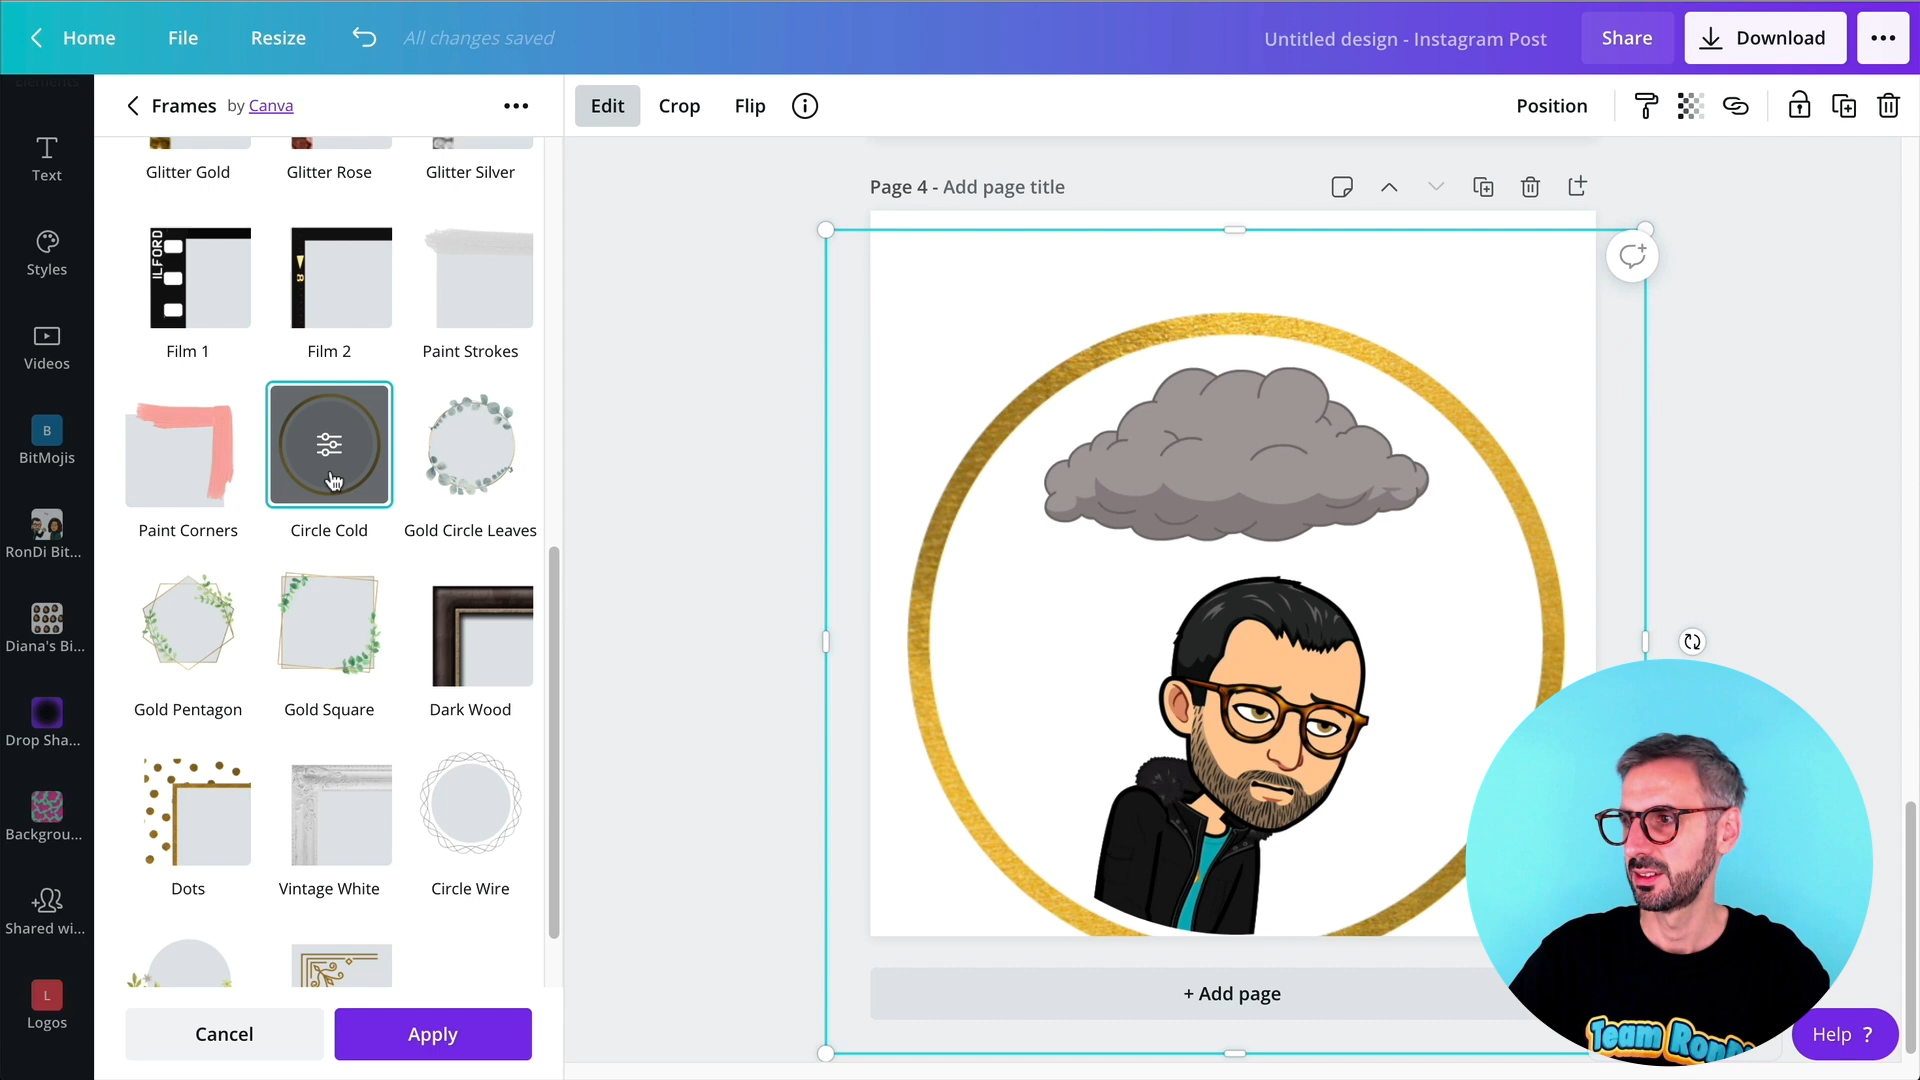 Home
File
Resize
All changes saved
Untitled design - Instagram Post
Share
Download
Elements
Text
Styles
Videos
B
BitMojis
RonDi Bit...
Diana's Bi...
Drop Sha...
Backgrou...
Shared wi...
L
Logos
Frames by Canva
Glitter Gold
Glitter Rose
Glitter Silver
ILFORD
8
Film 1
Film 2
Paint Strokes
Paint Corners
Circle Cold
Gold Circle Leaves
Gold Pentagon
Gold Square
Dark Wood
Dots
Vintage White
Circle Wire
Cancel
Apply
Edit
Crop
Flip
Position
Page 4 - Add page title
+ Add page
Team
Help ?